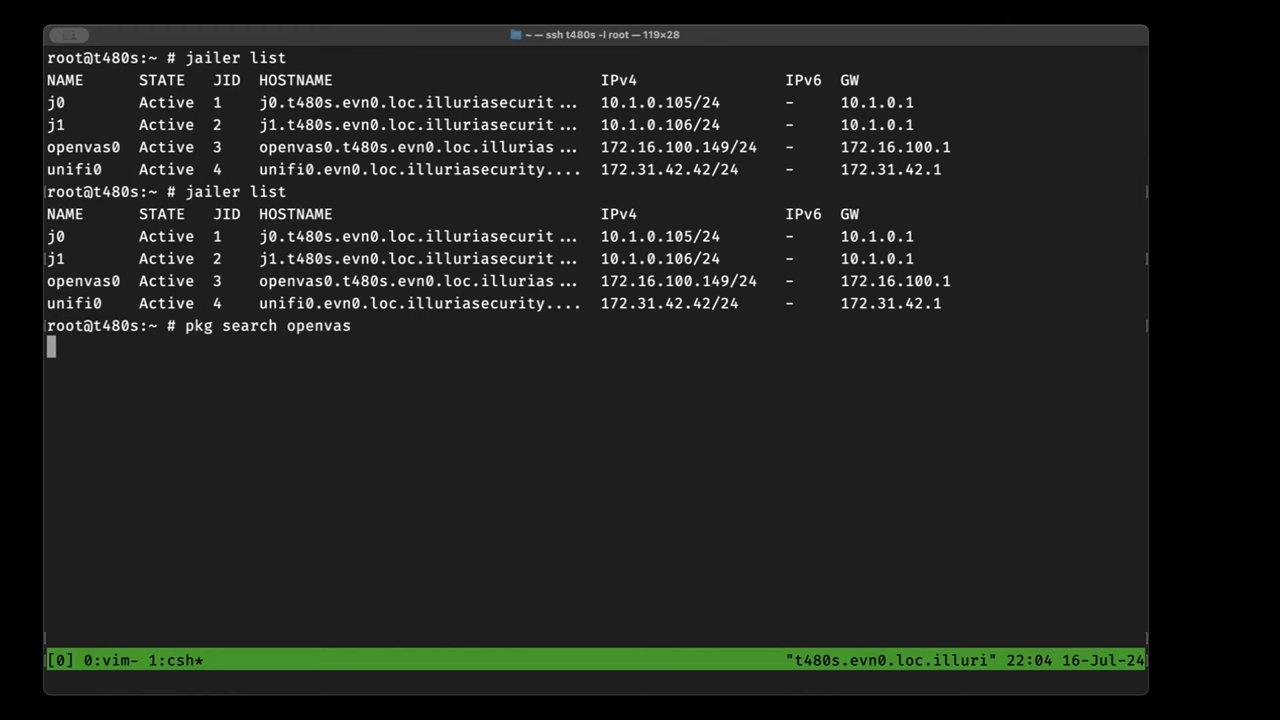 ~ — ssh t480s -l root — 119×28
root@t480s:~ # jailer list
NAME STATE JID HOSTNAME IPv4 IPv6 GW
j0 Active 1 j0.t480s.evn0.loc.illuriasecurit ... 10.1.0.105/24 - 10.1.0.1
j1 Active 2 j1.t480s.evn0.loc.illuriasecurit ... 10.1.0.106/24 - 10.1.0.1
openvas0 Active 3 openvas0.t480s.evn0.loc.illurias ... 172.16.100.149/24 - 172.16.100.1
unifi0 Active 4 unifi0.evn0.loc.illuriasecurity.... 172.31.42.42/24 - 172.31.42.1
root@t480s:~ # jailer list
NAME STATE JID HOSTNAME IPv4 IPv6 GW
j0 Active 1 j0.t480s.evn0.loc.illuriasecurit ... 10.1.0.105/24 - 10.1.0.1
j1 Active 2 j1.t480s.evn0.loc.illuriasecurit ... 10.1.0.106/24 - 10.1.0.1
openvas0 Active 3 openvas0.t480s.evn0.loc.illurias ... 172.16.100.149/24 - 172.16.100.1
unifi0 Active 4 unifi0.evn0.loc.illuriasecurity.... 172.31.42.42/24 - 172.31.42.1
root@t480s:~ # pkg search openvas
[0] 0:vim- 1:csh* "t480s.evn0.loc.illuri" 22:04 16-Jul-24